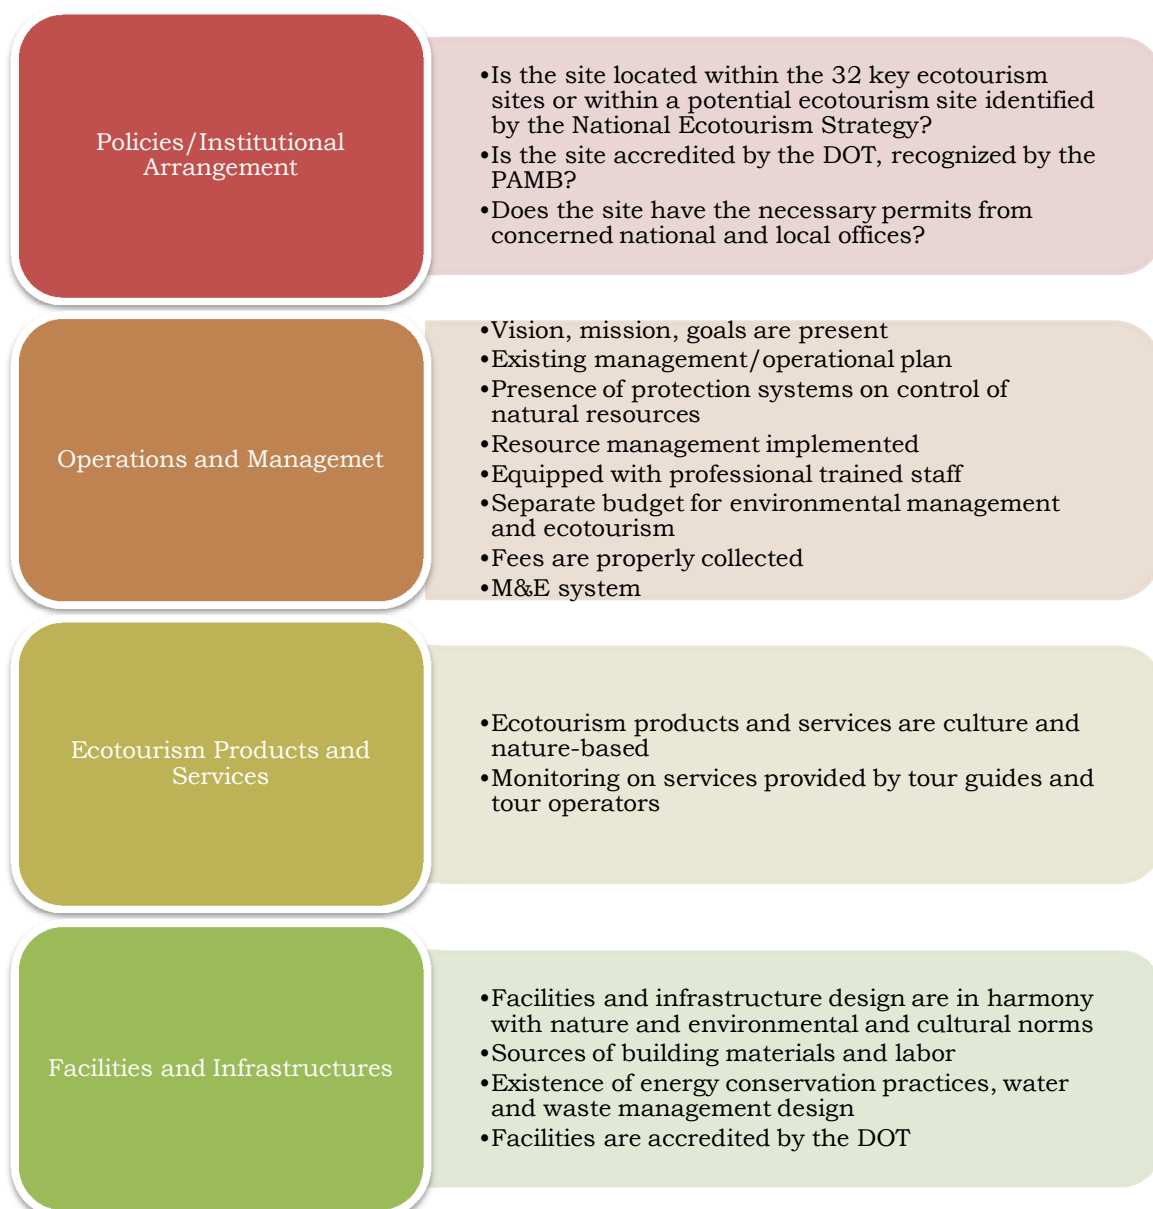 Policies/Institutional
Arrangement
•Is the site located within the 32 key ecotourism
sites or within a potential ecotourism site identified
by the National Ecotourism Strategy?
•Is the site accredited by the DOT, recognized by the
PAMB?
•Does the site have the necessary permits from
concerned national and local offices?
Operations and Managemet
•Vision, mission, goals are present
•Existing management/operational plan
•Presence of protection systems on control of
natural resources
•Resource management implemented
•Equipped with professional trained staff
•Separate budget for environmental management
and ecotourism
•Fees are properly collected
•M&E system
Ecotourism Products and
Services
•Ecotourism products and services are culture and
nature-based
•Monitoring on services provided by tour guides and
tour operators
Facilities and Infrastructures
•Facilities and infrastructure design are in harmony
with nature and environmental and cultural norms
•Sources of building materials and labor
•Existence of energy conservation practices, water
and waste management design
•Facilities are accredited by the DOT